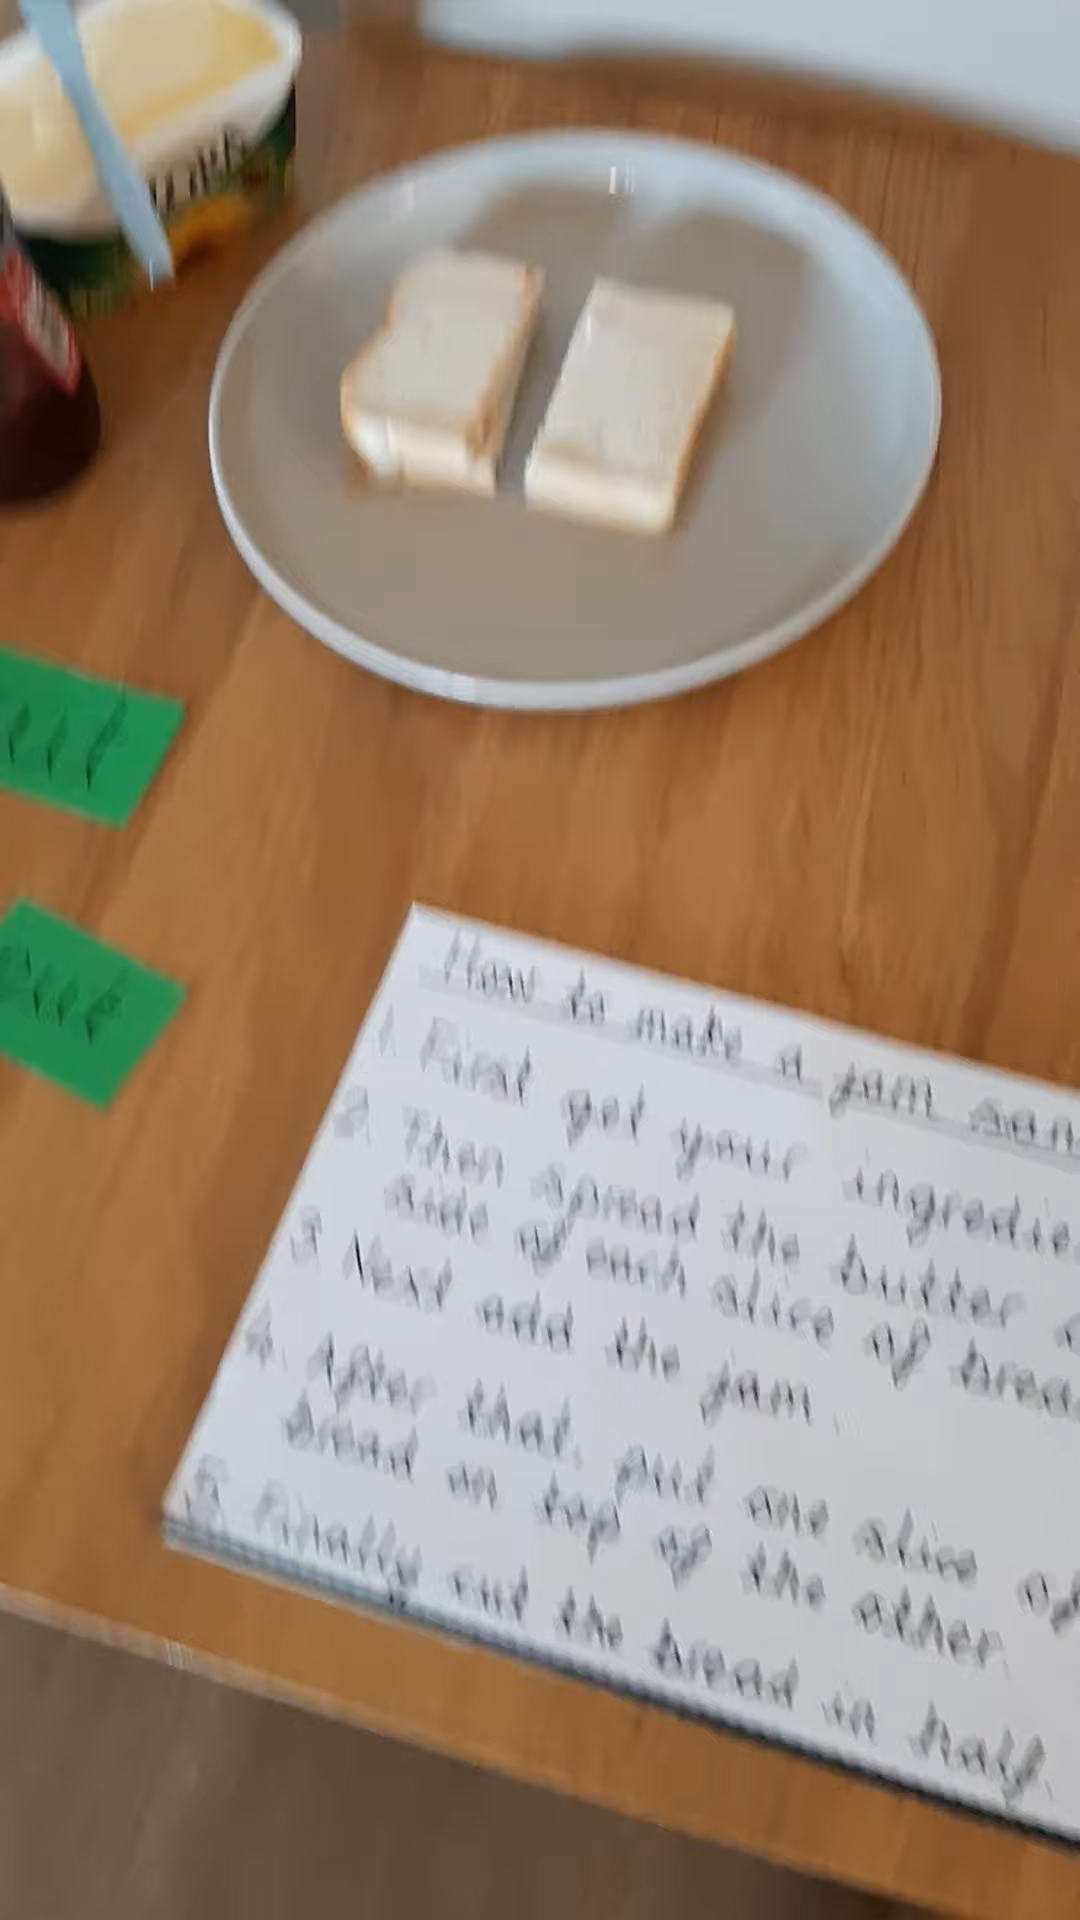 How to make a jam san
1. First get your ingredie
2. Then spread the butter
side of each slice of brea
3 Next add the jam
4. After that, put one slice of
bread on top of the other.
5. Finally cut the bread in half.